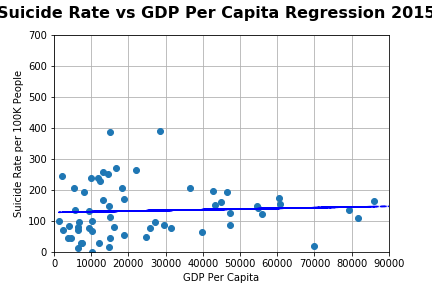 Suicide Rate vs GDP Per Capita Regression 2015
700
600
500
400
300
200
100
0
Suicide Rate per 100K People
0 10000 20000 30000 40000 50000 60000 70000 80000 90000
GDP Per Capita